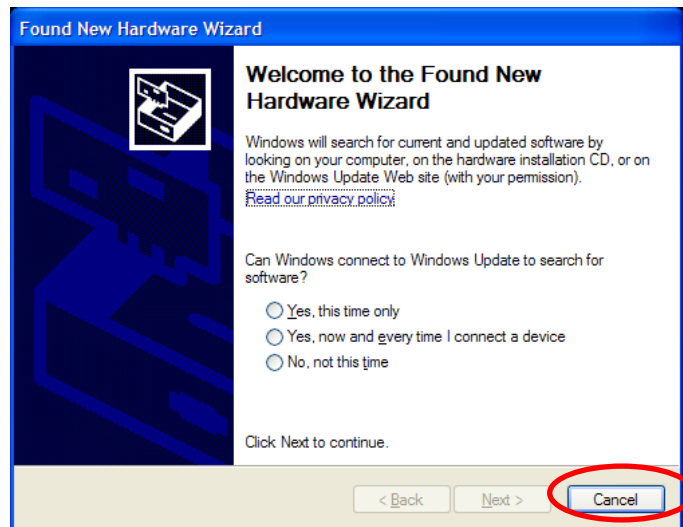 Found New Hardware Wizard
Welcome to the Found New
Hardware Wizard
Windows will search for current and updated software by
looking on your computer, on the hardware installation CD, or on
the Windows Update Web site (with your permission).
Read our privacy policy
Can Windows connect to Windows Update to search for
software?
Yes, this time only
Yes, now and every time I connect a device
No, not this time
Click Next to continue.
< Back Next > Cancel